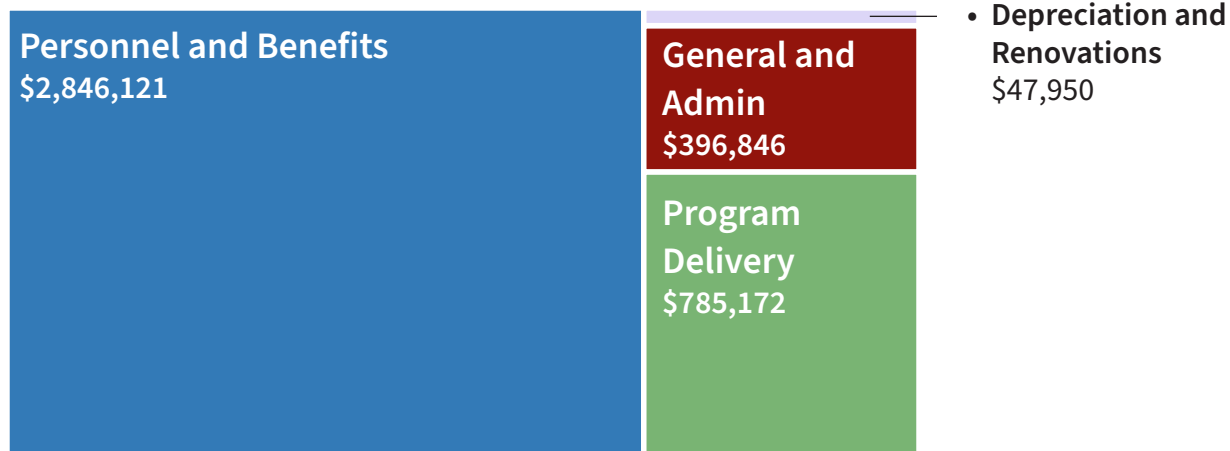 Personnel and Benefits
$2,846,121
General and
Admin
$396,846
Program
Delivery
$785,172
• Depreciation and
Renovations
$47,950